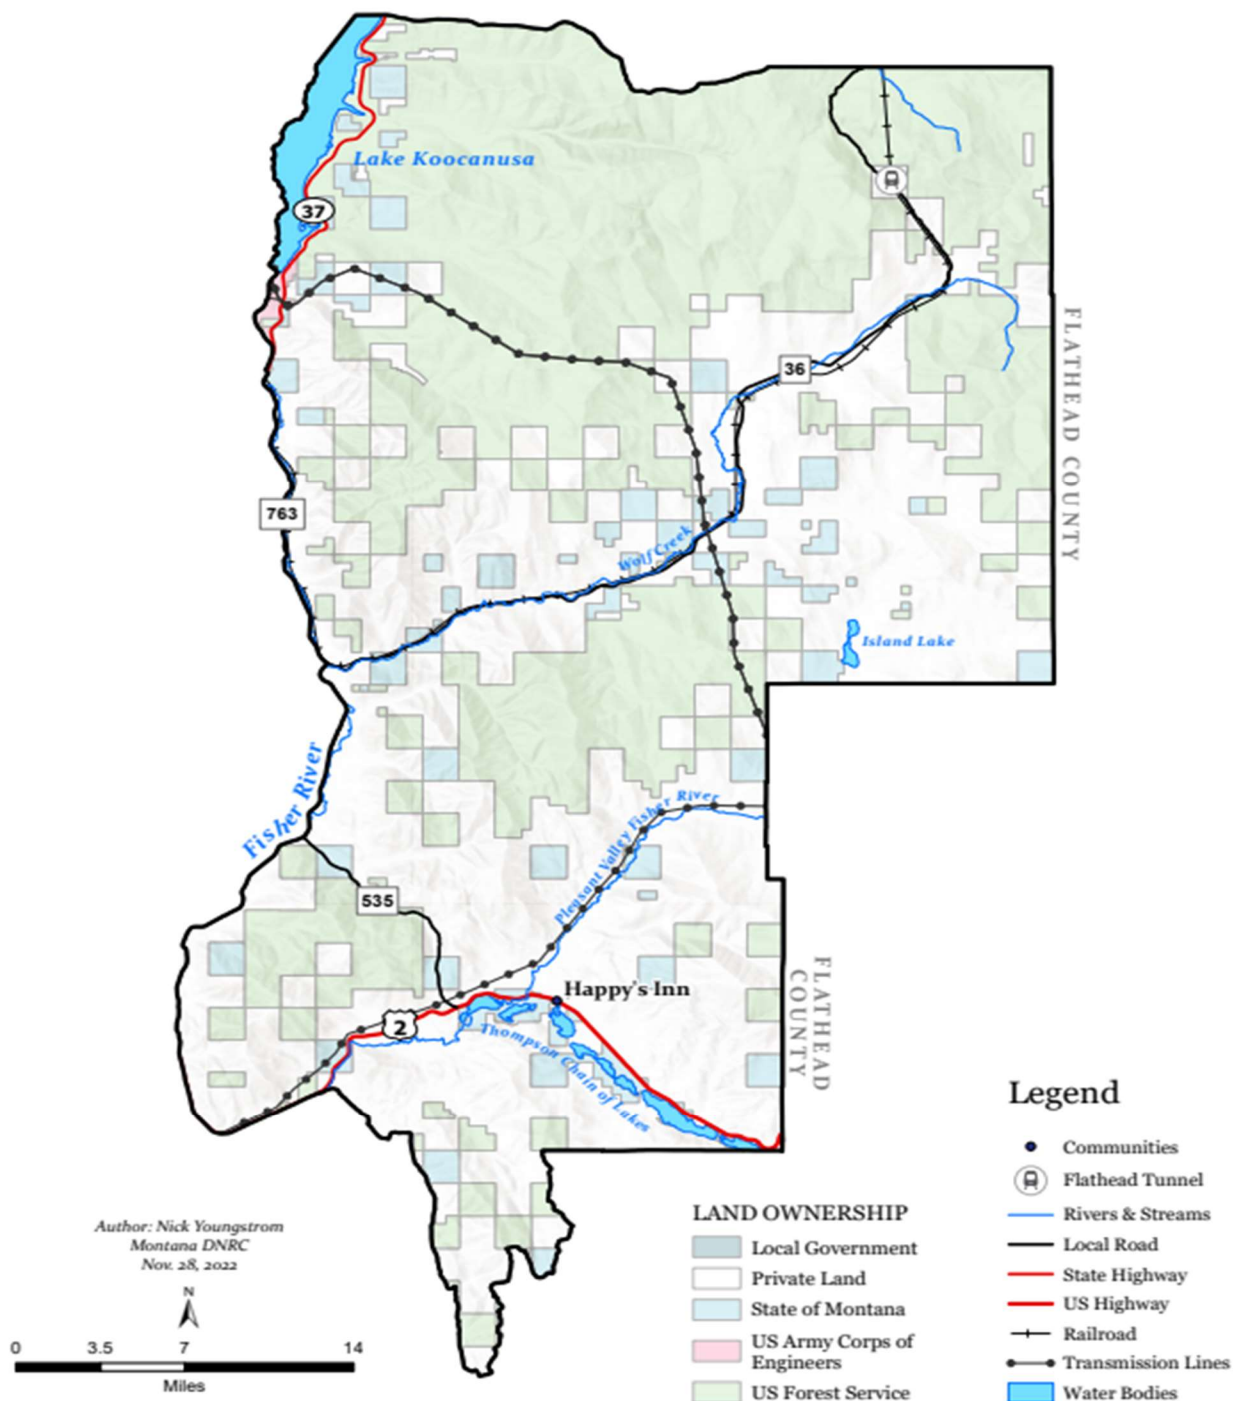 Lake Koocanusa
37
36
FLATHEAD COUNTY
763
Wolf Creek
Island Lake
Fisher River
Pleasant Valley Fisher River
535
Happy's Inn
2
Thompson Chain of Lakes
FLATHEAD
COUNTY
Legend
Communities
Flathead Tunnel
Rivers & Streams
Local Road
State Highway
US Highway
Railroad
Transmission Lines
Water Bodies
LAND OWNERSHIP
Local Government
Private Land
State of Montana
US Army Corps of
Engineers
US Forest Service
Author: Nick Youngstrom
Montana DNRC
Nov. 28, 2022
N
0 3.5 7 14
Miles